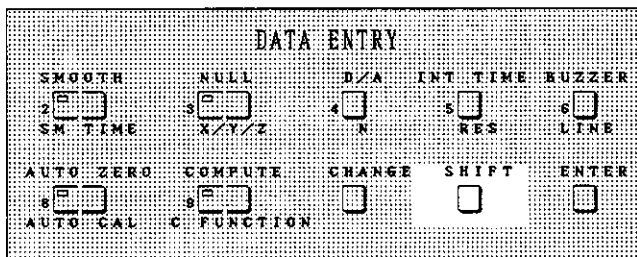 DATA ENTRY
SMOOTH NULL D/A INT TIME BUZZER
2 3 4 5 6
SM TIME X/Y/Z N RES LINE
AUTO ZERO COMPUTE CHANGE SHIFT ENTER
8 9
AUTO CAL C FUNCTION